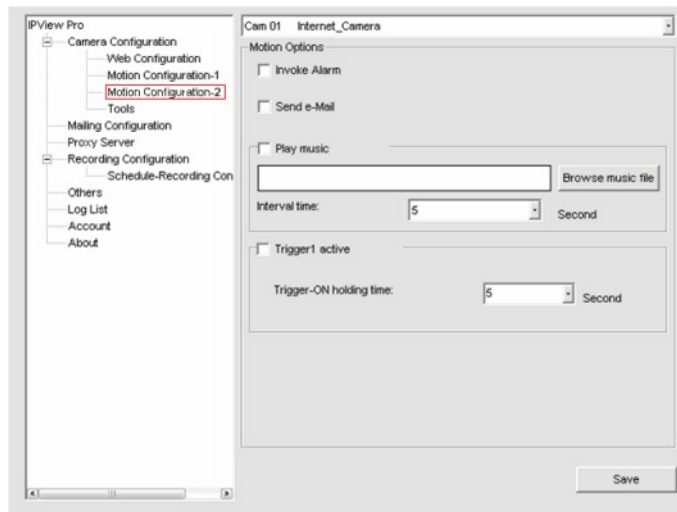 IPView Pro
Camera Configuration
Web Configuration
Motion Configuration-1
Motion Configuration-2
Tools
Mailing Configuration
Proxy Server
Recording Configuration
Schedule-Recording Con
Others
Log List
Account
About
Cam 01 Internet_Camera
Motion Options
Invoke Alarm
Send e-Mail
Play music
Browse music file
Interval time: 5 Second
Trigger1 active
Trigger-ON holding time: 5 Second
Save